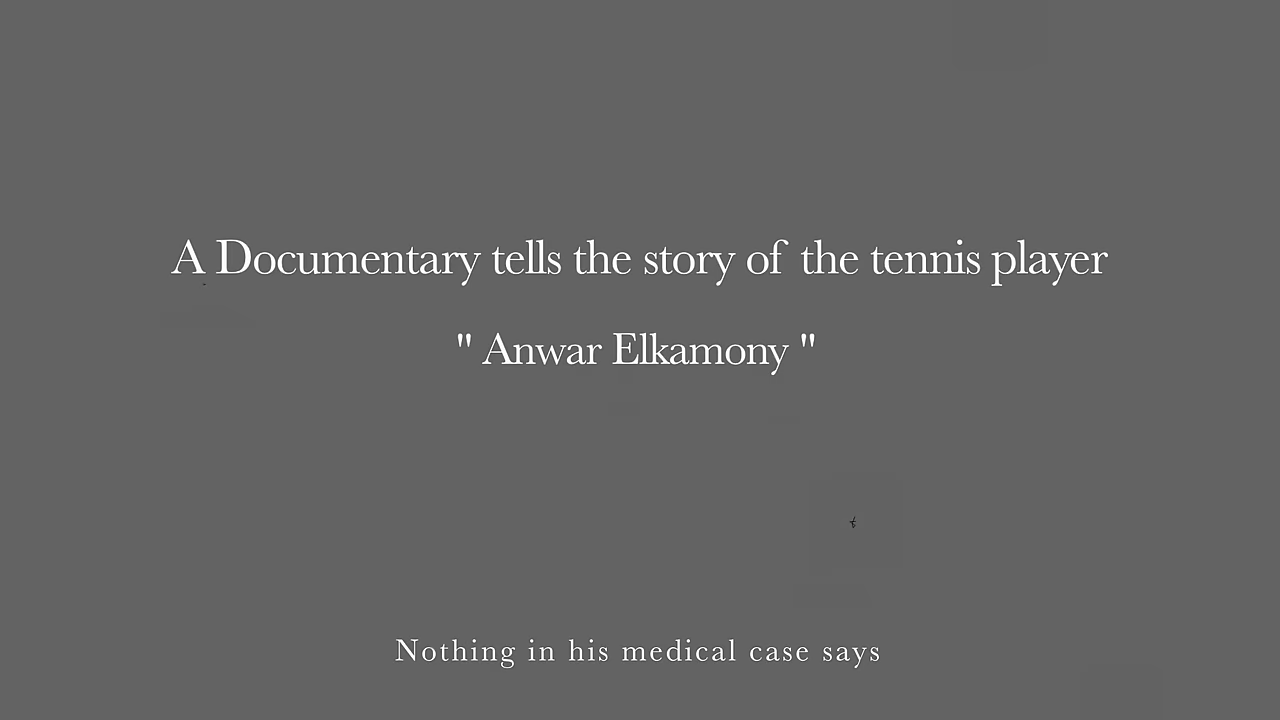 A Documentary tells the story of the tennis player
" Anwar Elkamony "
Nothing in his medical case says